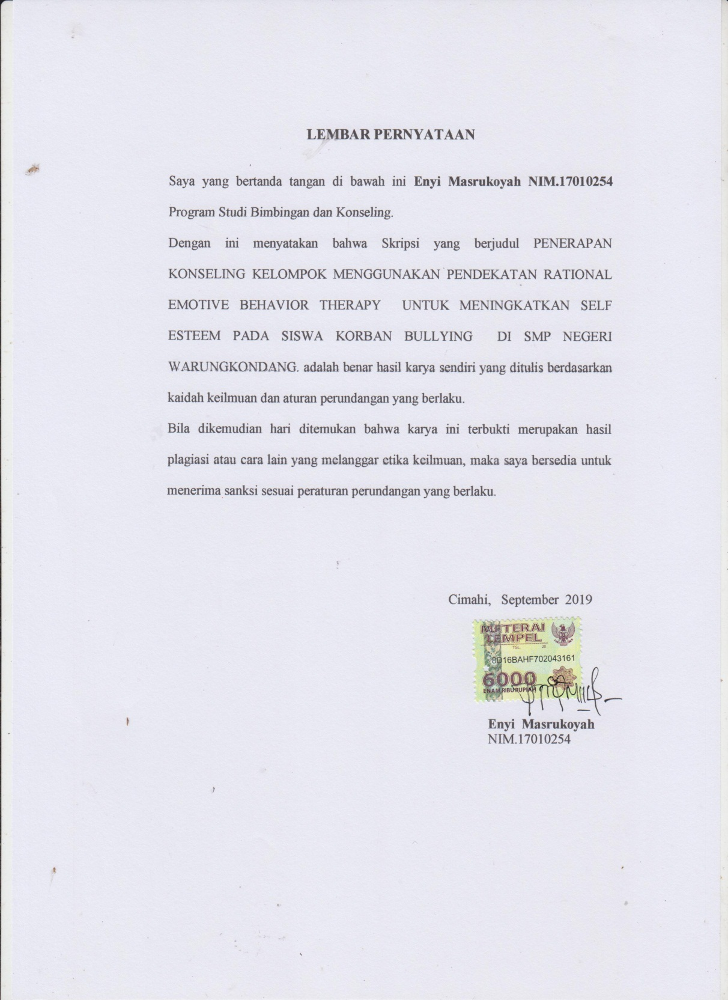 LEMBAR PERNYATAAN
Saya yang bertanda tangan di bawah ini Enyi Masrukoyah NIM.17010254
Program Studi Bimbingan dan Konseling.
Dengan ini menyatakan bahwa Skripsi yang berjudul PENERAPAN
KONSELING KELOMPOK MENGGUNAKAN PENDEKATAN RATIONAL
EMOTIVE BEHAVIOR THERAPY UNTUK MENINGKATKAN SELF
ESTEEM PADA SISWA KORBAN BULLYING DI SMP NEGERI
WARUNGKONDANG. adalah benar hasil karya sendiri yang ditulis berdasarkan
kaidah keilmuan dan aturan perundangan yang berlaku.
Bila dikemudian hari ditemukan bahwa karya ini terbukti merupakan hasil
plagiasi atau cara lain yang melanggar etika keilmuan, maka saya bersedia untuk
menerima sanksi sesuai peraturan perundangan yang berlaku.
Cimahi, September 2019
METERAI
TEMPEL
TGL. 20
8D16BAHF702043161
6000
ENAM RIBU RUPIAH
Enyi Masrukoyah
NIM.17010254